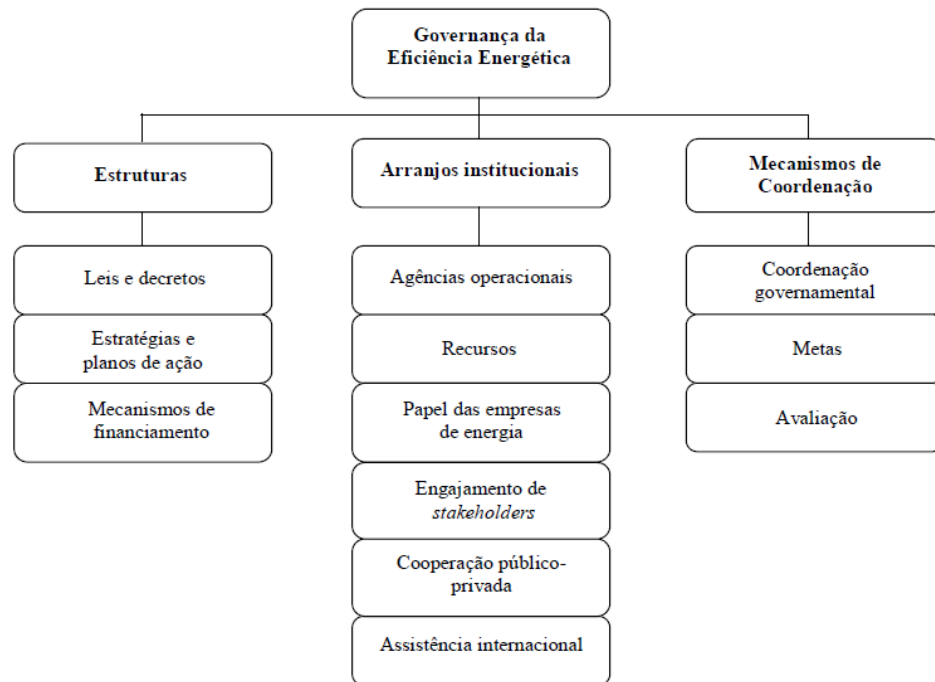 Governança da
Eficiência Energética
Estruturas
Leis e decretos
Estratégias e
planos de ação
Mecanismos de
financiamento
Arranjos institucionais
Agências operacionais
Recursos
Papel das empresas
de energia
Engajamento de
stakeholders
Cooperação público-
privada
Assistência internacional
Mecanismos de
Coordenação
Coordenação
governamental
Metas
Avaliação